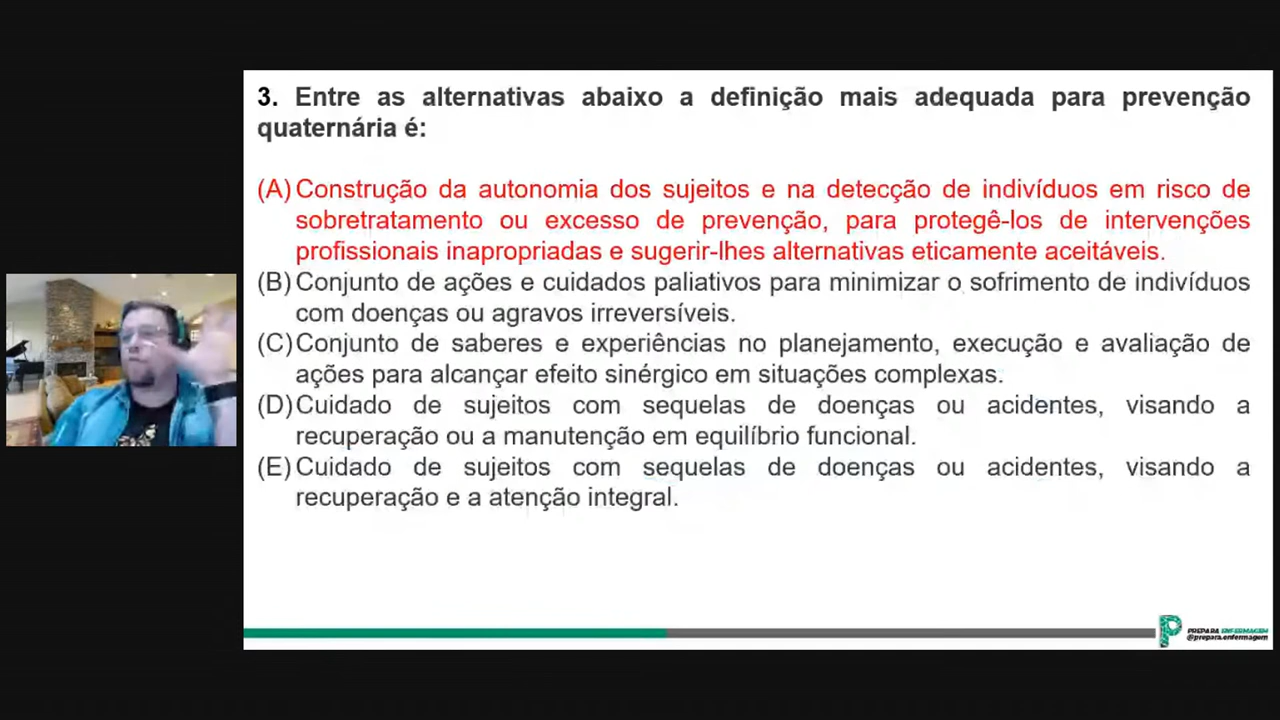 3. Entre as alternativas abaixo a definição mais adequada para prevenção
quaternária é:
(A) Construção da autonomia dos sujeitos e na detecção de indivíduos em risco de
sobretratamento ou excesso de prevenção, para protegê-los de intervenções
profissionais inapropriadas e sugerir-lhes alternativas eticamente aceitáveis.
(B) Conjunto de ações e cuidados paliativos para minimizar o sofrimento de indivíduos
com doenças ou agravos irreversíveis.
(C) Conjunto de saberes e experiências no planejamento, execução e avaliação de
ações para alcançar efeito sinérgico em situações complexas.
(D) Cuidado de sujeitos com sequelas de doenças ou acidentes, visando a
recuperação ou a manutenção em equilíbrio funcional.
(E) Cuidado de sujeitos com sequelas de doenças ou acidentes, visando a
recuperação e a atenção integral.
PREPARA ENFERMAGEM
@prepara.enfermagem